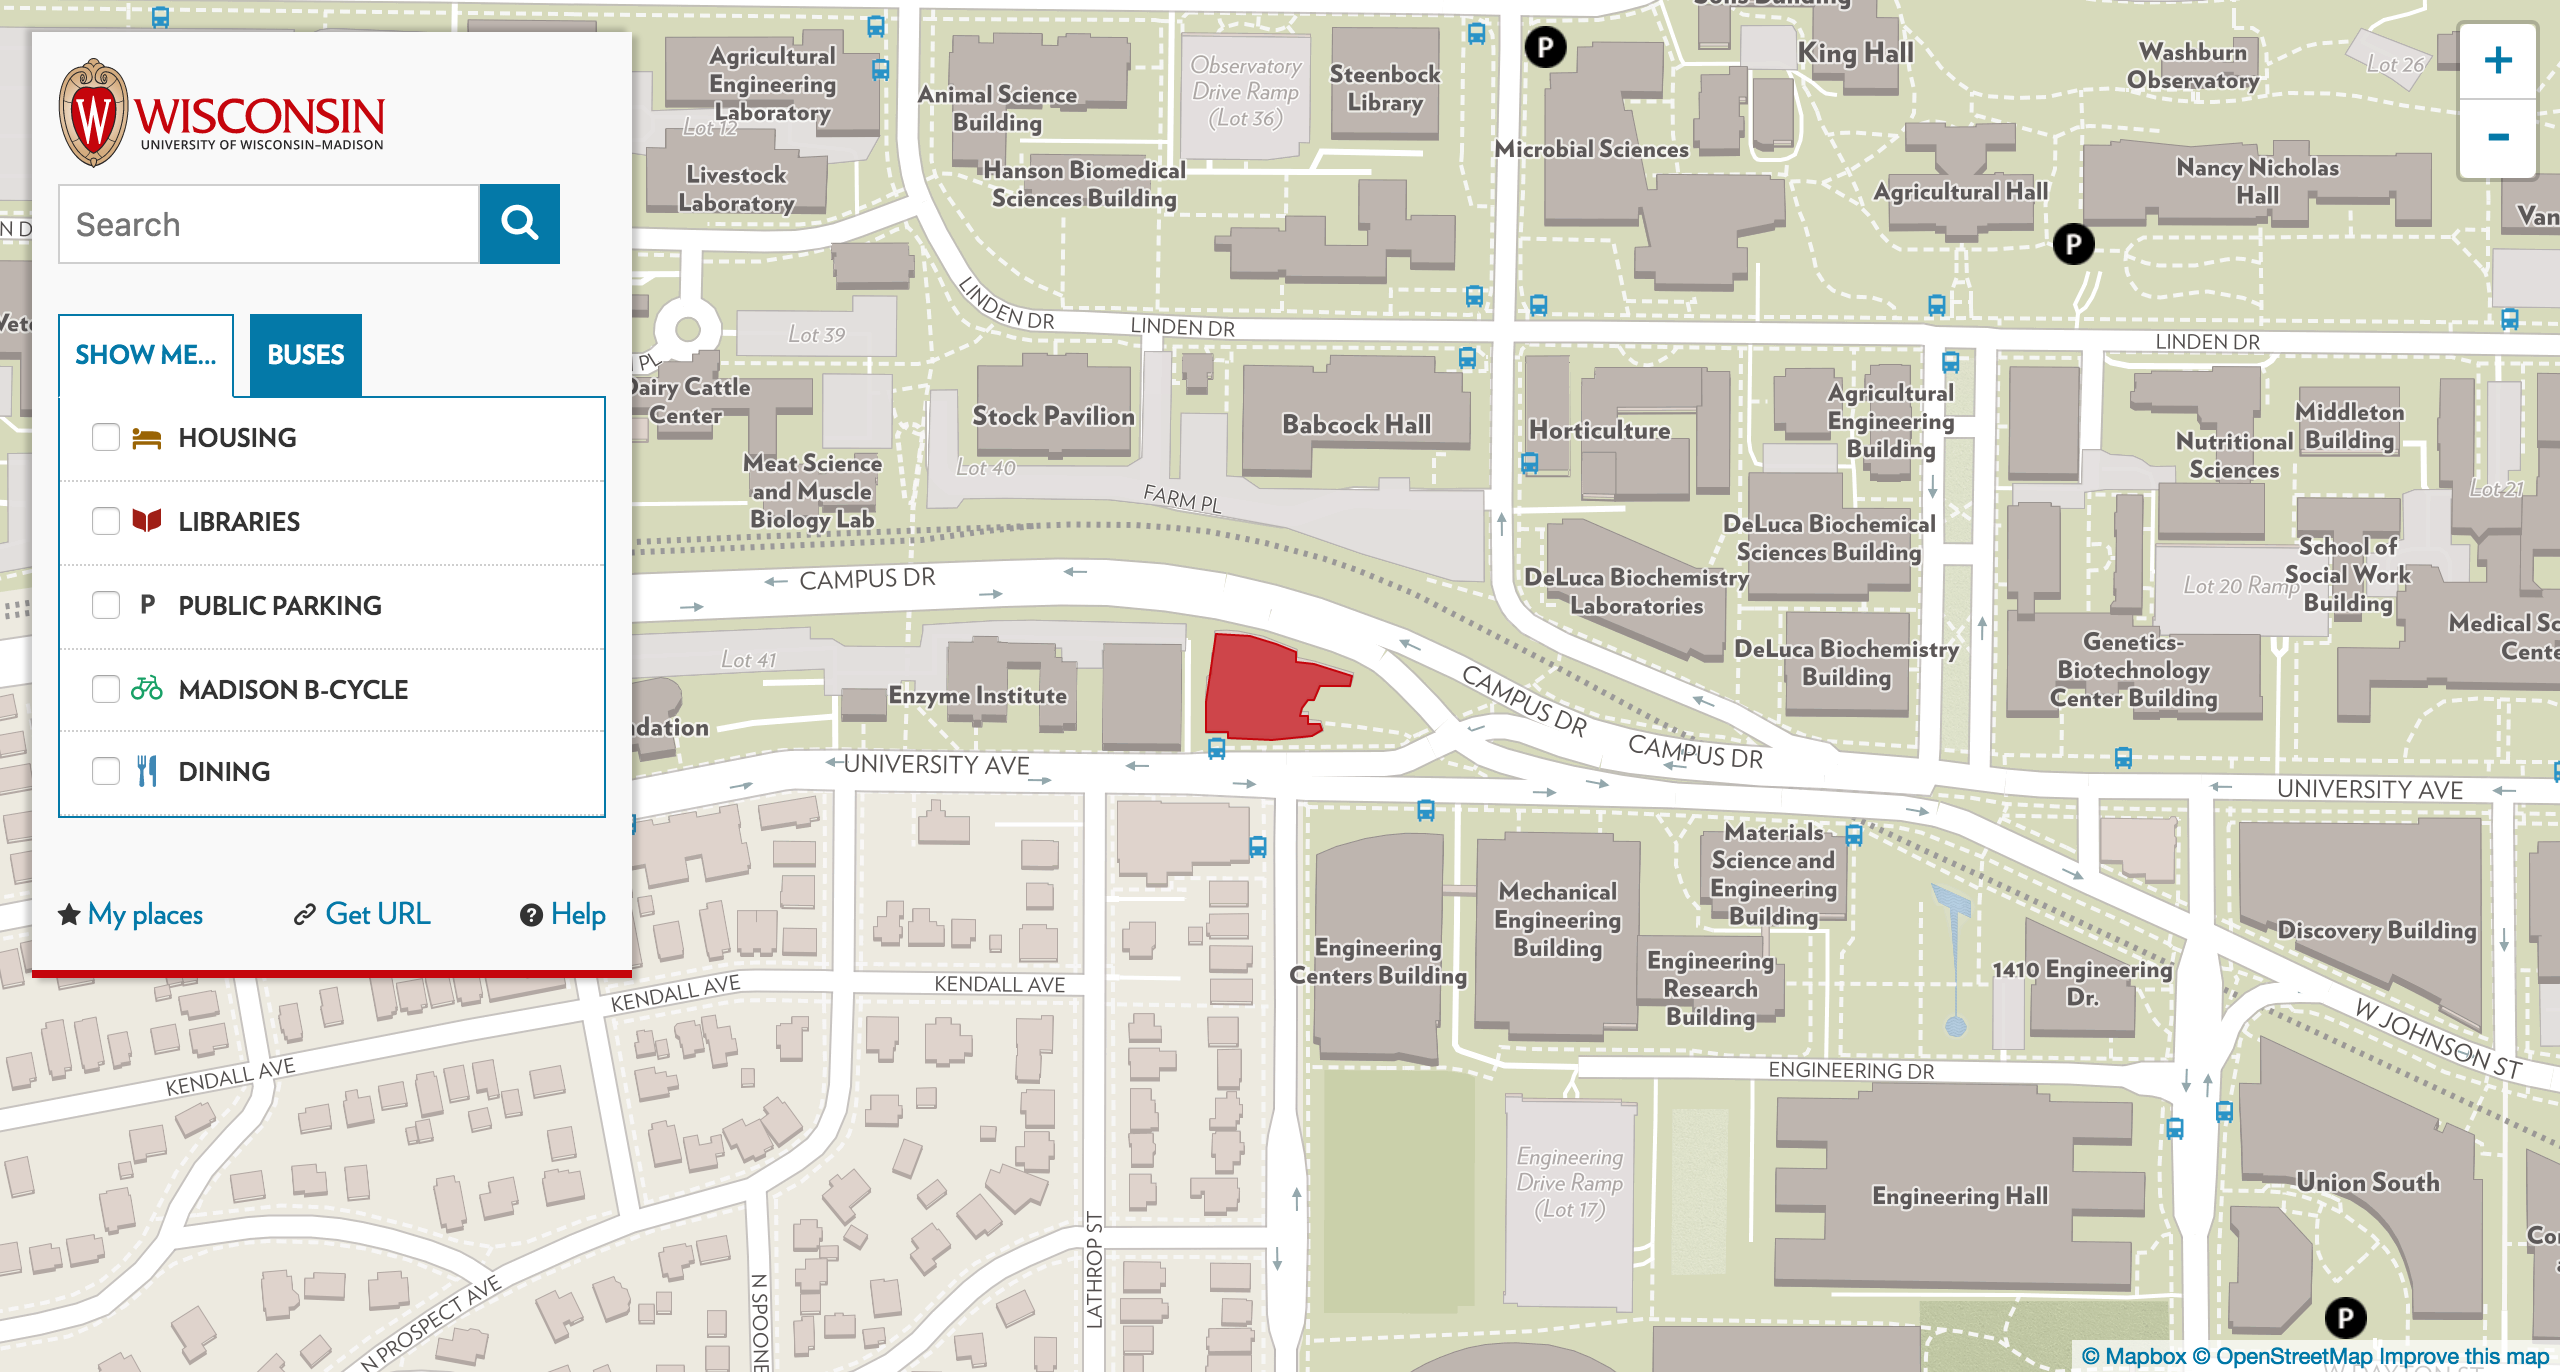 WISCONSIN
UNIVERSITY OF WISCONSIN–MADISON
Search
SHOW ME...
BUSES
HOUSING
LIBRARIES
P
PUBLIC PARKING
MADISON B-CYCLE
DINING
My places
Get URL
? Help
+
−
Agricultural
Engineering
Laboratory
Lot 12
Livestock
Laboratory
Animal Science
Building
Hanson Biomedical
Sciences Building
Observatory
Drive Ramp
(Lot 36)
Steenbock
Library
P
King Hall
Microbial Sciences
Washburn
Observatory
Lot 26
Agricultural Hall
Nancy Nicholas
Hall
P
Van
LINDEN DR
LINDEN DR
LINDEN DR
Lot 39
PL
Dairy Cattle
Center
Stock Pavilion
Babcock Hall
Lot 40
FARM PL
Meat Science
and Muscle
Biology Lab
Horticulture
Agricultural
Engineering
Building
Nutritional
Sciences
Middleton
Building
Lot 21
DeLuca Biochemical
Sciences Building
DeLuca Biochemistry
Laboratories
DeLuca Biochemistry
Building
School of
Social Work
Building
Lot 20 Ramp
Genetics-
Biotechnology
Center Building
Medical Sc
Cente
CAMPUS DR
CAMPUS DR
CAMPUS DR
Lot 41
Enzyme Institute
ndation
UNIVERSITY AVE
UNIVERSITY AVE
Engineering
Centers Building
Mechanical
Engineering
Building
Materials
Science and
Engineering
Building
Engineering
Research
Building
1410 Engineering
Dr.
Discovery Building
W JOHNSON ST
KENDALL AVE
KENDALL AVE
KENDALL AVE
ENGINEERING DR
Engineering
Drive Ramp
(Lot 17)
Engineering Hall
Union South
N PROSPECT AVE
N SPOONE
LATHROP ST
P
© Mapbox © OpenStreetMap Improve this map